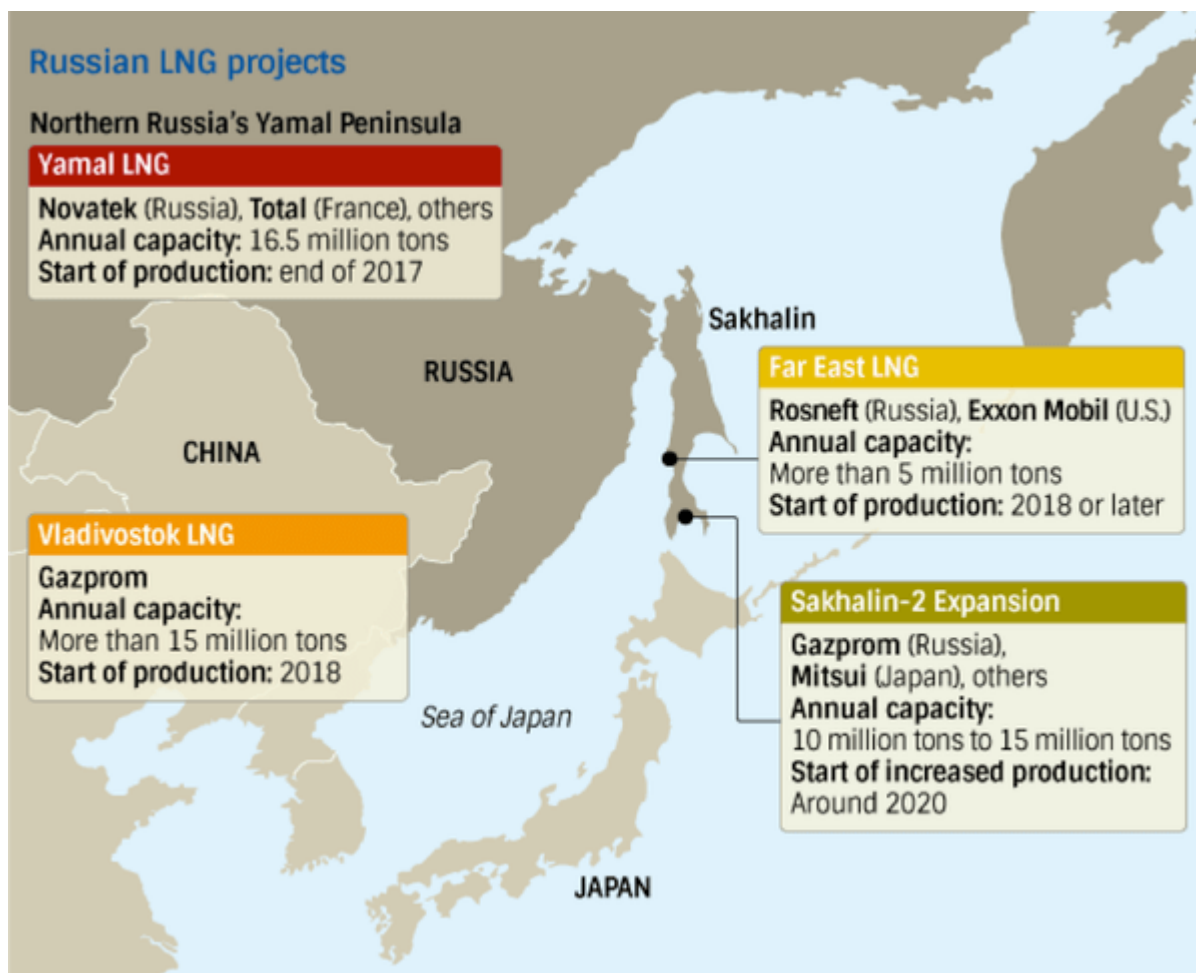 Russian LNG projects
Northern Russia's Yamal Peninsula
Yamal LNG
Novatek (Russia), Total (France), others
Annual capacity: 16.5 million tons
Start of production: end of 2017
Sakhalin
RUSSIA
Far East LNG
Rosneft (Russia), Exxon Mobil (U.S.)
Annual capacity:
More than 5 million tons
Start of production: 2018 or later
CHINA
Vladivostok LNG
Gazprom
Annual capacity:
More than 15 million tons
Start of production: 2018
Sakhalin-2 Expansion
Gazprom (Russia),
Mitsui (Japan), others
Annual capacity:
10 million tons to 15 million tons
Start of increased production:
Around 2020
Sea of Japan
JAPAN